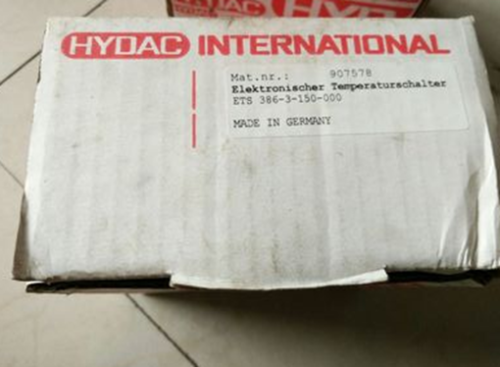 HYDAC INTERNATIONAL
Mat.nr.: 907578
Elektronischer Temperaturschalter
ETS 386-3-150-000
MADE IN GERMANY